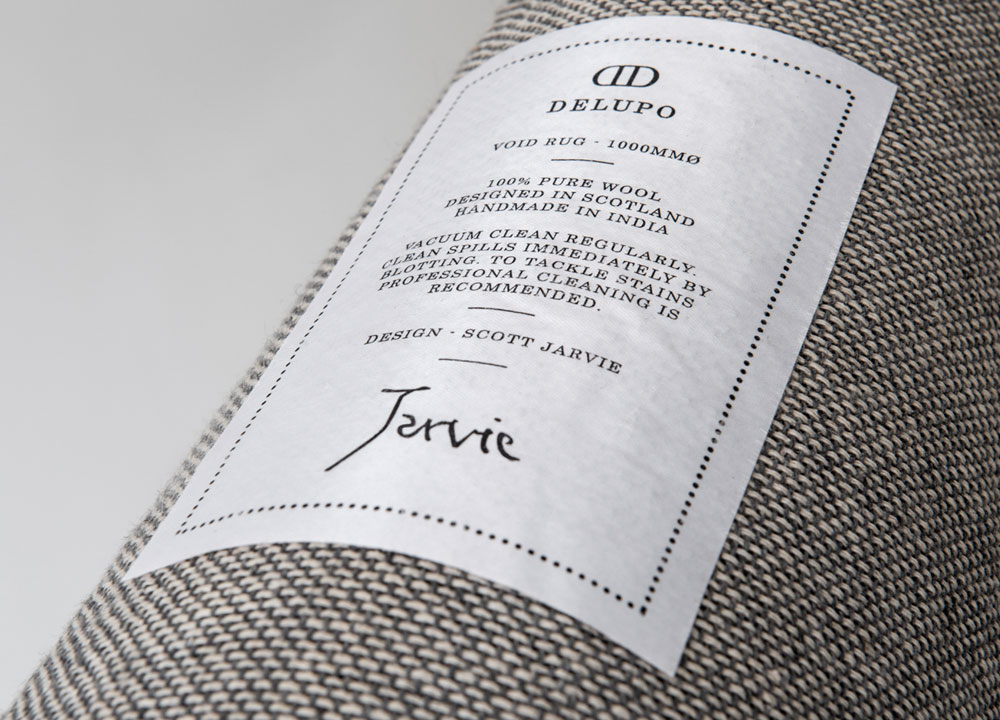 DELUPO
VOID RUG - 1000MMØ
100% PURE WOOL
DESIGNED IN SCOTLAND
HANDMADE IN INDIA
VACUUM CLEAN REGULARLY.
CLEAN SPILLS IMMEDIATELY BY
BLOTTING. TO TACKLE STAINS
PROFESSIONAL CLEANING IS
RECOMMENDED.
DESIGN - SCOTT JARVIE
Jarvie